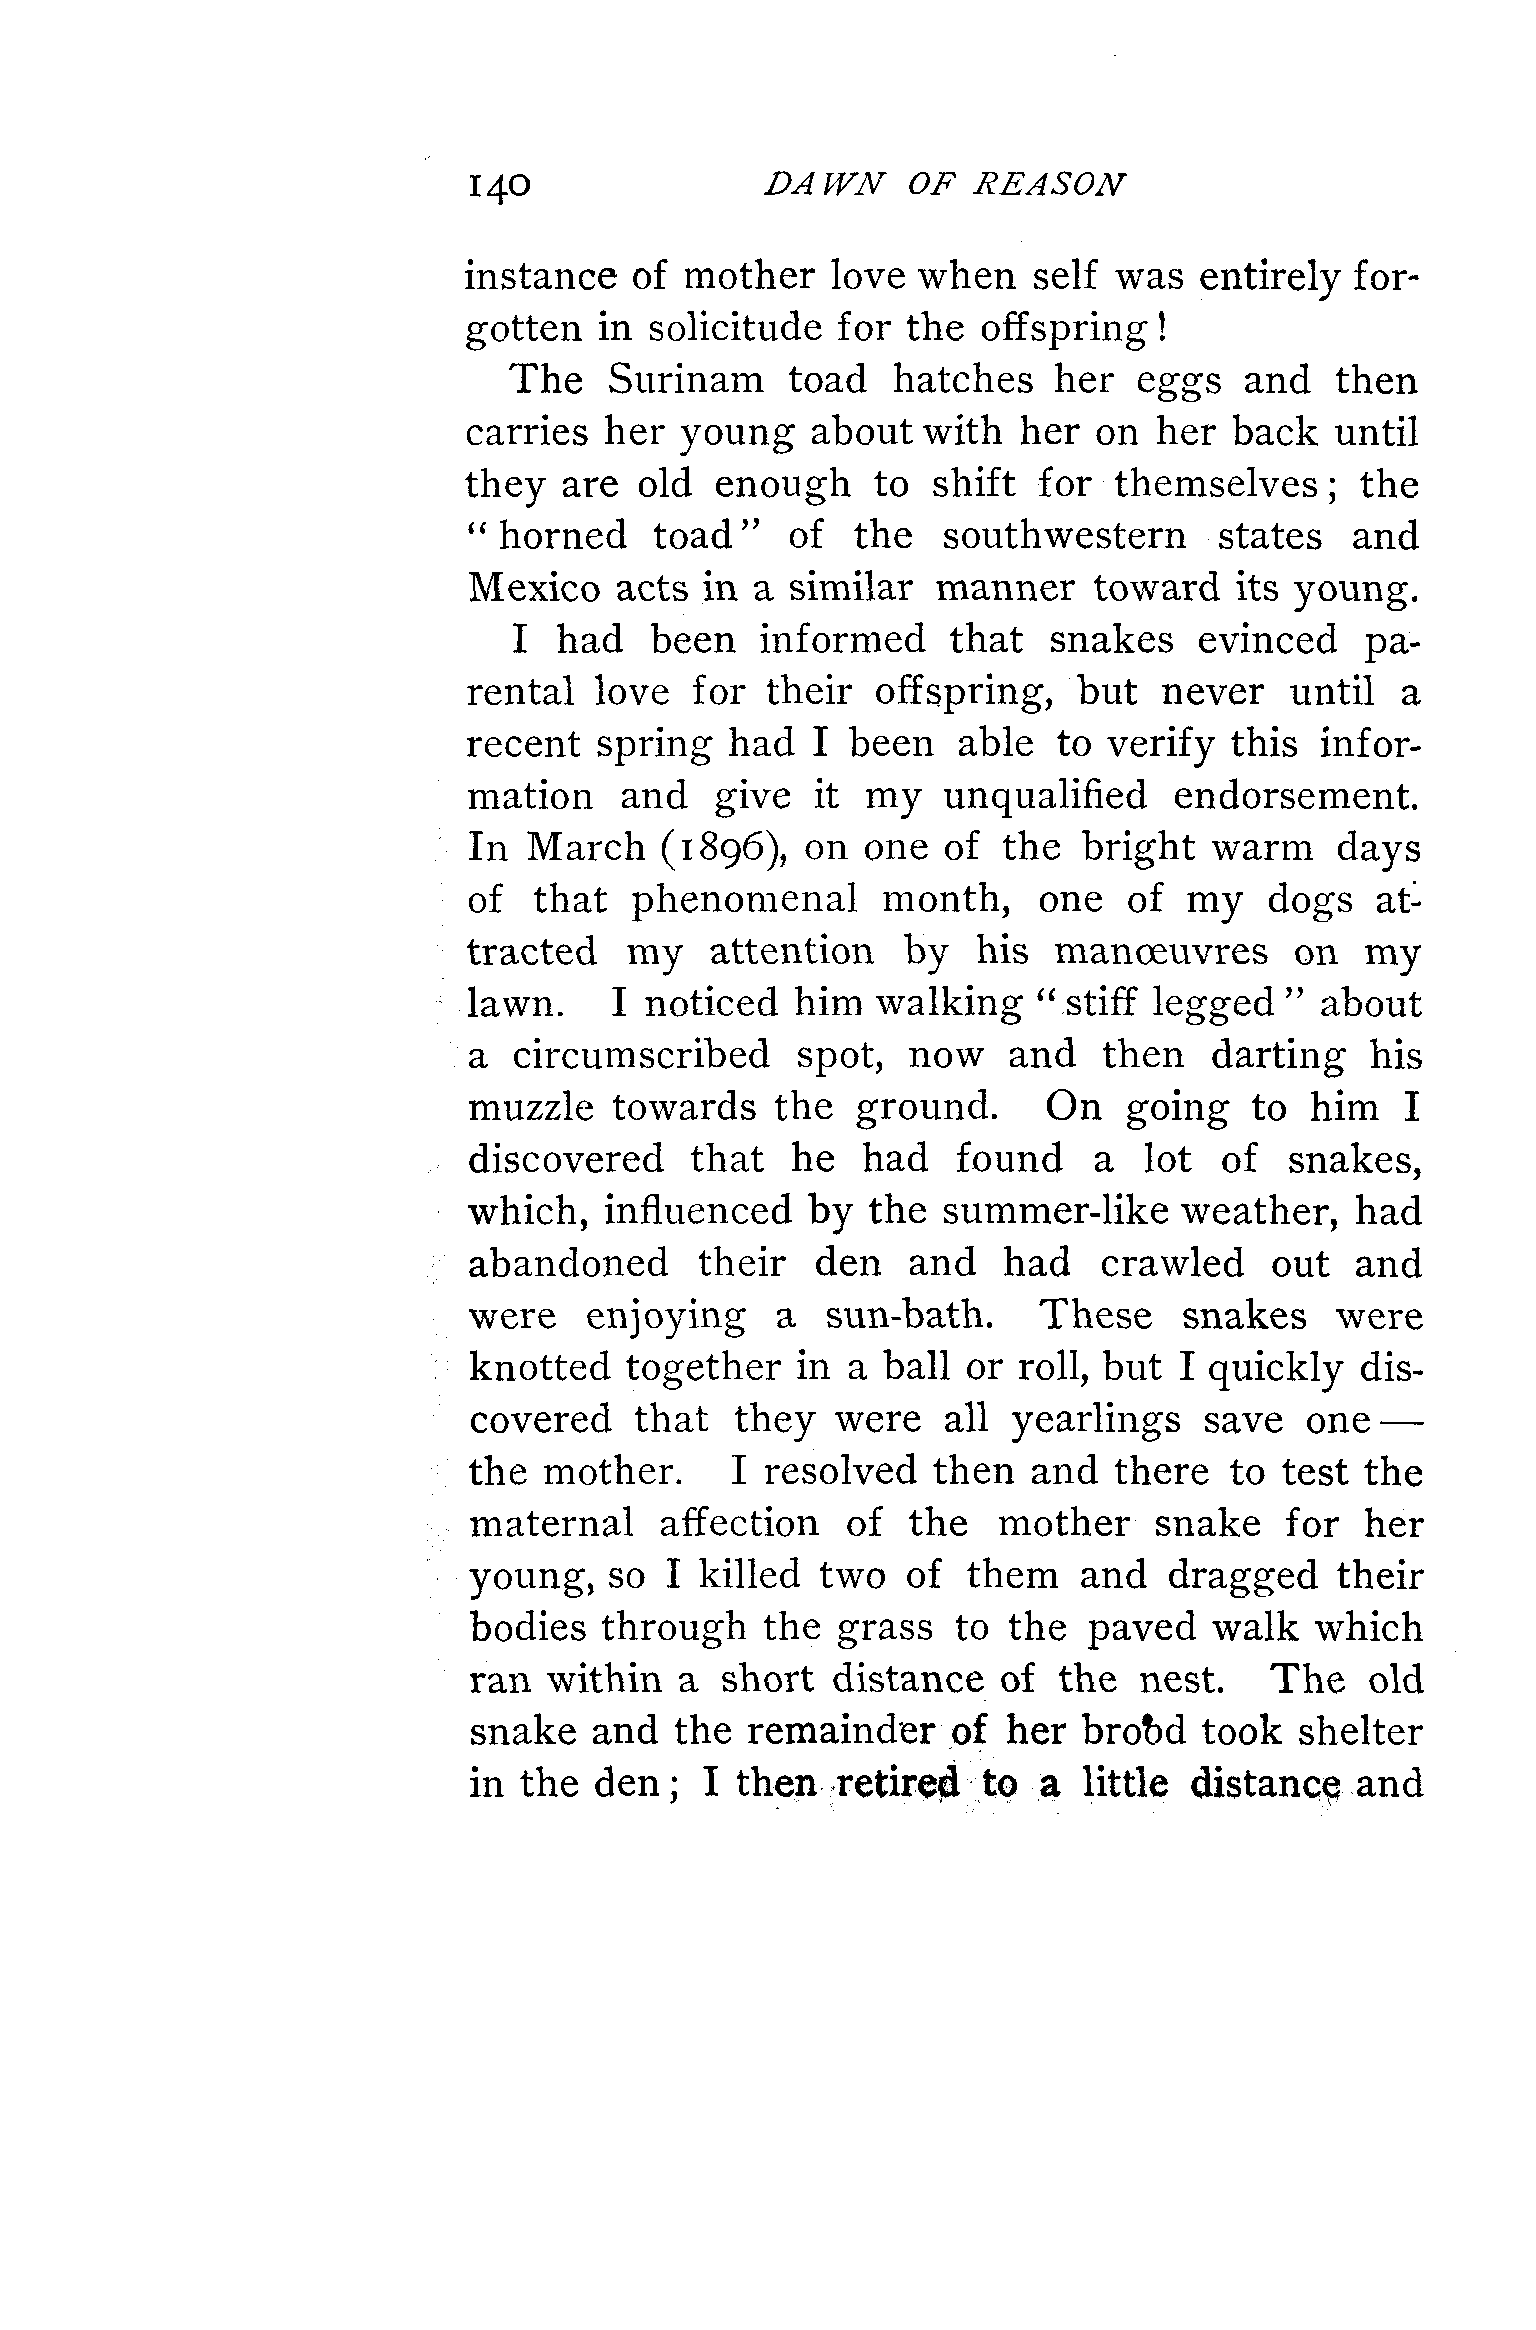 140 DAWN OF REASON
instance of mother love when self was entirely for-
gotten in solicitude for the offspring!
The Surinam toad hatches her eggs and then
carries her young about with her on her back until
they are old enough to shift for themselves; the
"horned toad" of the southwestern states and
Mexico acts in a similar manner toward its young.
I had been informed that snakes evinced pa-
rental love for their offspring, but never until a
recent spring had I been able to verify this infor-
mation and give it my unqualified endorsement.
In March (1896), on one of the bright warm days
of that phenomenal month, one of my dogs at-
tracted my attention by his manœuvres on my
lawn. I noticed him walking "stiff legged" about
a circumscribed spot, now and then darting his
muzzle towards the ground. On going to him I
discovered that he had found a lot of snakes,
which, influenced by the summer-like weather, had
abandoned their den and had crawled out and
were enjoying a sun-bath. These snakes were
knotted together in a ball or roll, but I quickly dis-
covered that they were all yearlings save one—
the mother. I resolved then and there to test the
maternal affection of the mother snake for her
young, so I killed two of them and dragged their
bodies through the grass to the paved walk which
ran within a short distance of the nest. The old
snake and the remainder of her brood took shelter
in the den; I then retired to a little distance and